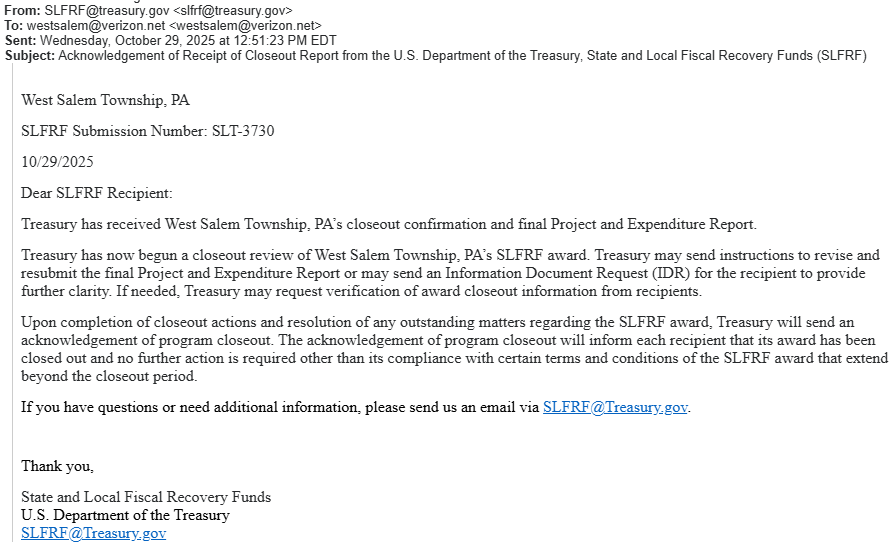 From: SLFRF@treasury.gov <slfrf@treasury.gov>
To: westsalem@verizon.net <westsalem@verizon.net>
Sent: Wednesday, October 29, 2025 at 12:51:23 PM EDT
Subject: Acknowledgement of Receipt of Closeout Report from the U.S. Department of the Treasury, State and Local Fiscal Recovery Funds (SLFRF)
West Salem Township, PA
SLFRF Submission Number: SLT-3730
10/29/2025
Dear SLFRF Recipient:
Treasury has received West Salem Township, PA’s closeout confirmation and final Project and Expenditure Report.
Treasury has now begun a closeout review of West Salem Township, PA’s SLFRF award. Treasury may send instructions to revise and
resubmit the final Project and Expenditure Report or may send an Information Document Request (IDR) for the recipient to provide
further clarity. If needed, Treasury may request verification of award closeout information from recipients.
Upon completion of closeout actions and resolution of any outstanding matters regarding the SLFRF award, Treasury will send an
acknowledgement of program closeout. The acknowledgement of program closeout will inform each recipient that its award has been
closed out and no further action is required other than its compliance with certain terms and conditions of the SLFRF award that extend
beyond the closeout period.
If you have questions or need additional information, please send us an email via SLFRF@Treasury.gov.
Thank you,
State and Local Fiscal Recovery Funds
U.S. Department of the Treasury
SLFRF@Treasury.gov